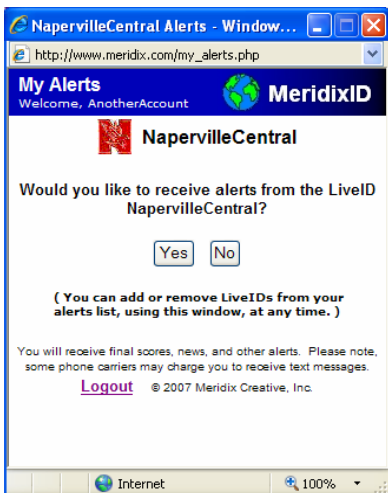 NapervilleCentral Alerts - Window...
http://www.meridix.com/my_alerts.php
My Alerts
Welcome, AnotherAccount
MeridixID
N
NapervilleCentral
Would you like to receive alerts from the LiveID
NapervilleCentral?
Yes No
( You can add or remove LiveIDs from your
alerts list, using this window, at any time. )
You will receive final scores, news, and other alerts. Please note,
some phone carriers may charge you to receive text messages.
Logout © 2007 Meridix Creative, Inc.
Internet 100%